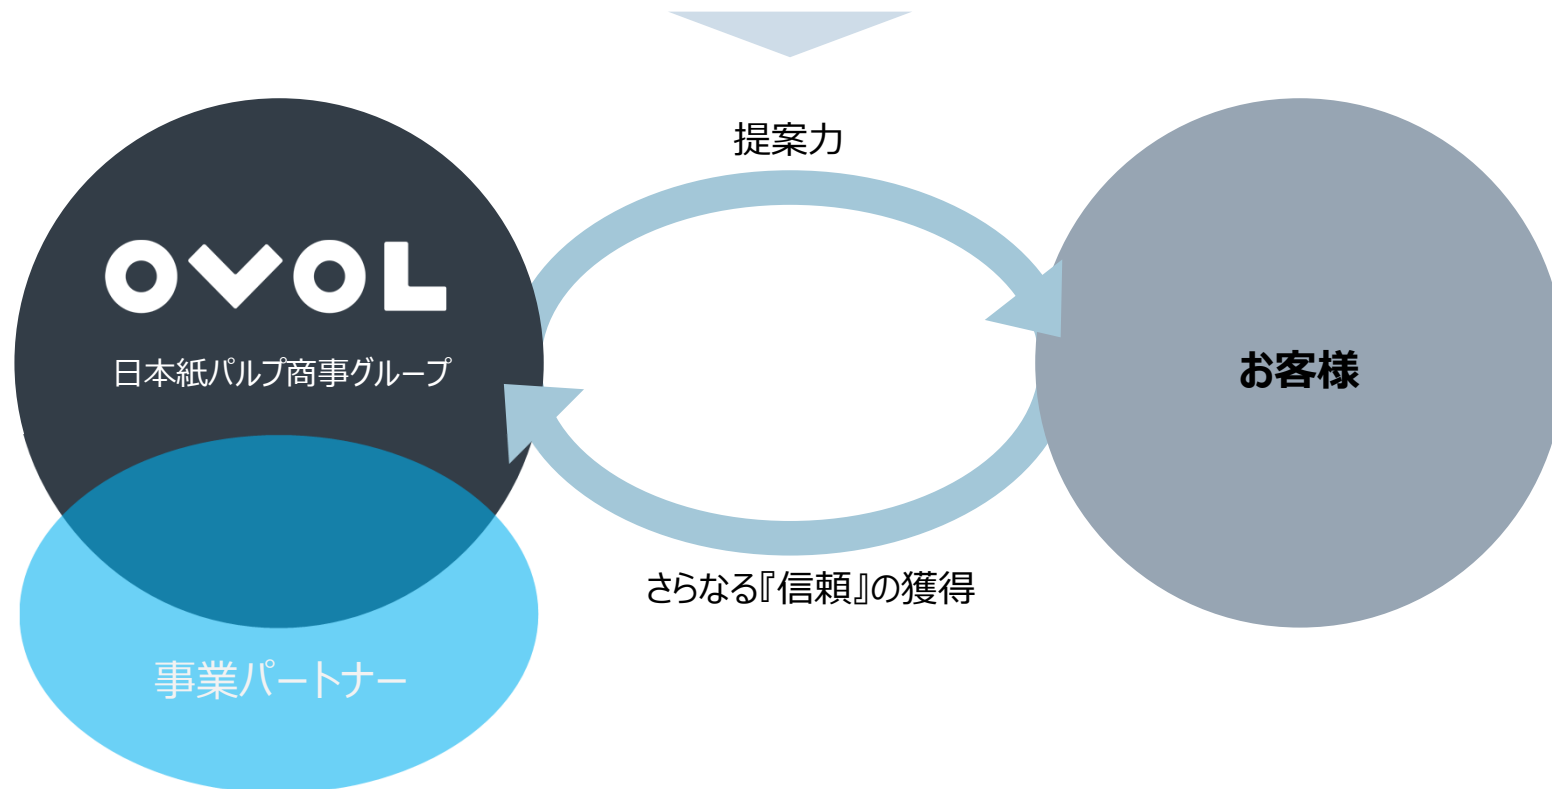 提案力
OVOL
日本紙パルプ商事グループ
お客様
さらなる『信頼』の獲得
事業パートナー